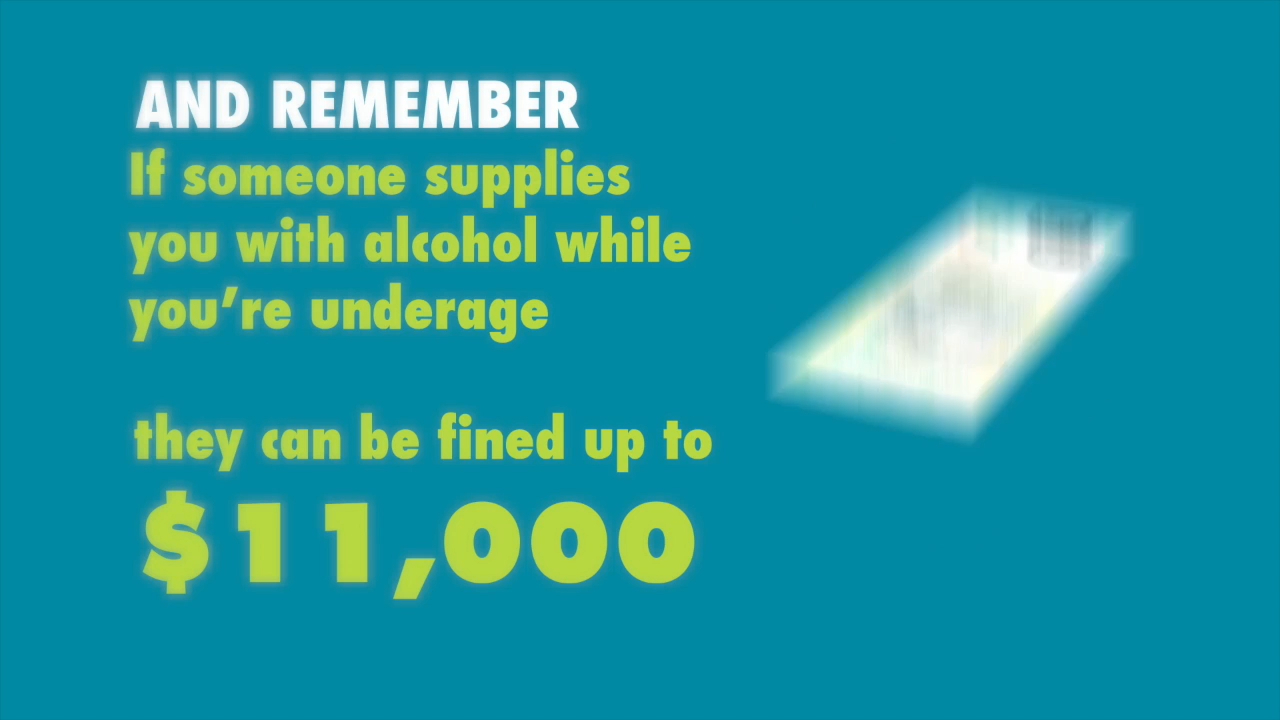 AND REMEMBER
If someone supplies
you with alcohol while
you're underage
they can be fined up to
$11,000